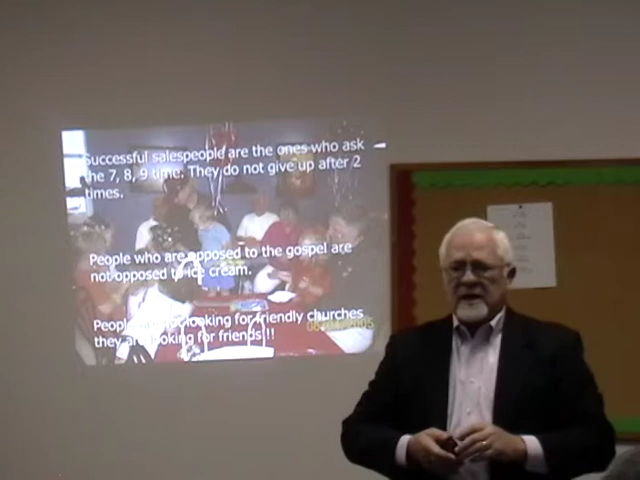 Successful salespeople are the ones who ask
the 7, 8, 9 time. They do not give up after 2
times.
People who are opposed to the gospel are
not opposed to ice cream.
People are not looking for friendly churches
they are looking for friends!!!